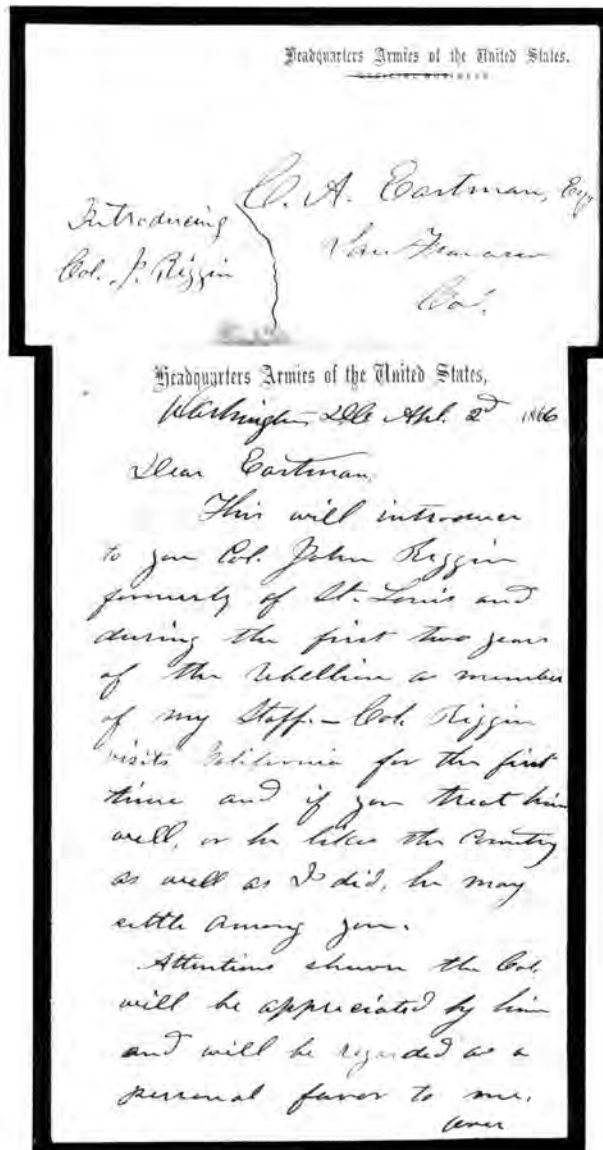 Headquarters Armies of the United States.
OFFICIAL BUSINESS
C. A. Eastman, Esq
San Francisco
Cal.
Introducing
Col. J. Riggin
Headquarters Armies of the United States,
Washington DC Apl. 2d 1866
Dear Eastman,
This will introduce
to you Col. John Riggin
formerly of St. Louis and
during the first two years
of the rebellion a member
of my Staff. – Col. Riggin
visits California for the first
time and if you treat him
well, or he likes the Country
as well as I did, he may
settle among you.
Attentions shown the Col.
will be appreciated by him
and will be regarded as a
personal favor to me.
over